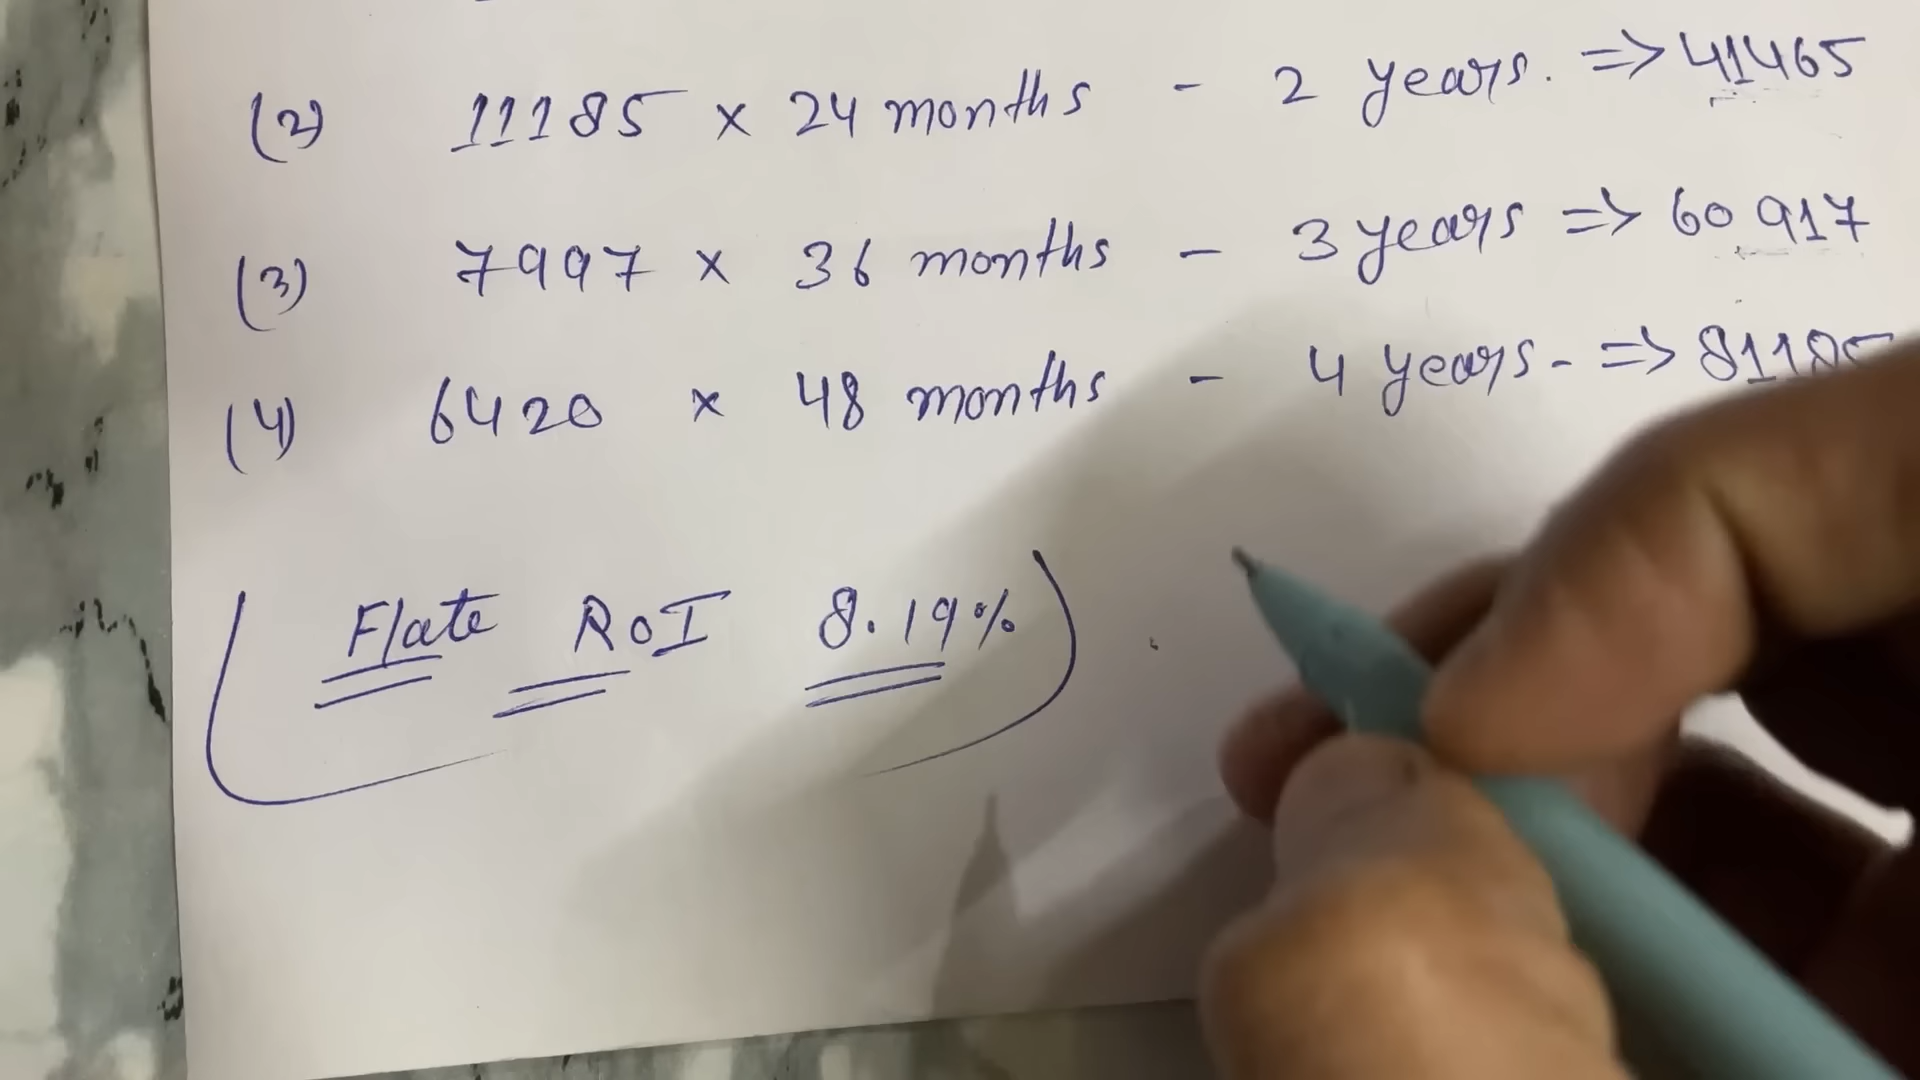 (2) 11185 × 24 months - 2 years. => 41465
(3) 7997 × 36 months - 3 years => 60917
(4) 6420 × 48 months - 4 years - => 81185
Flate ROI 8.19%